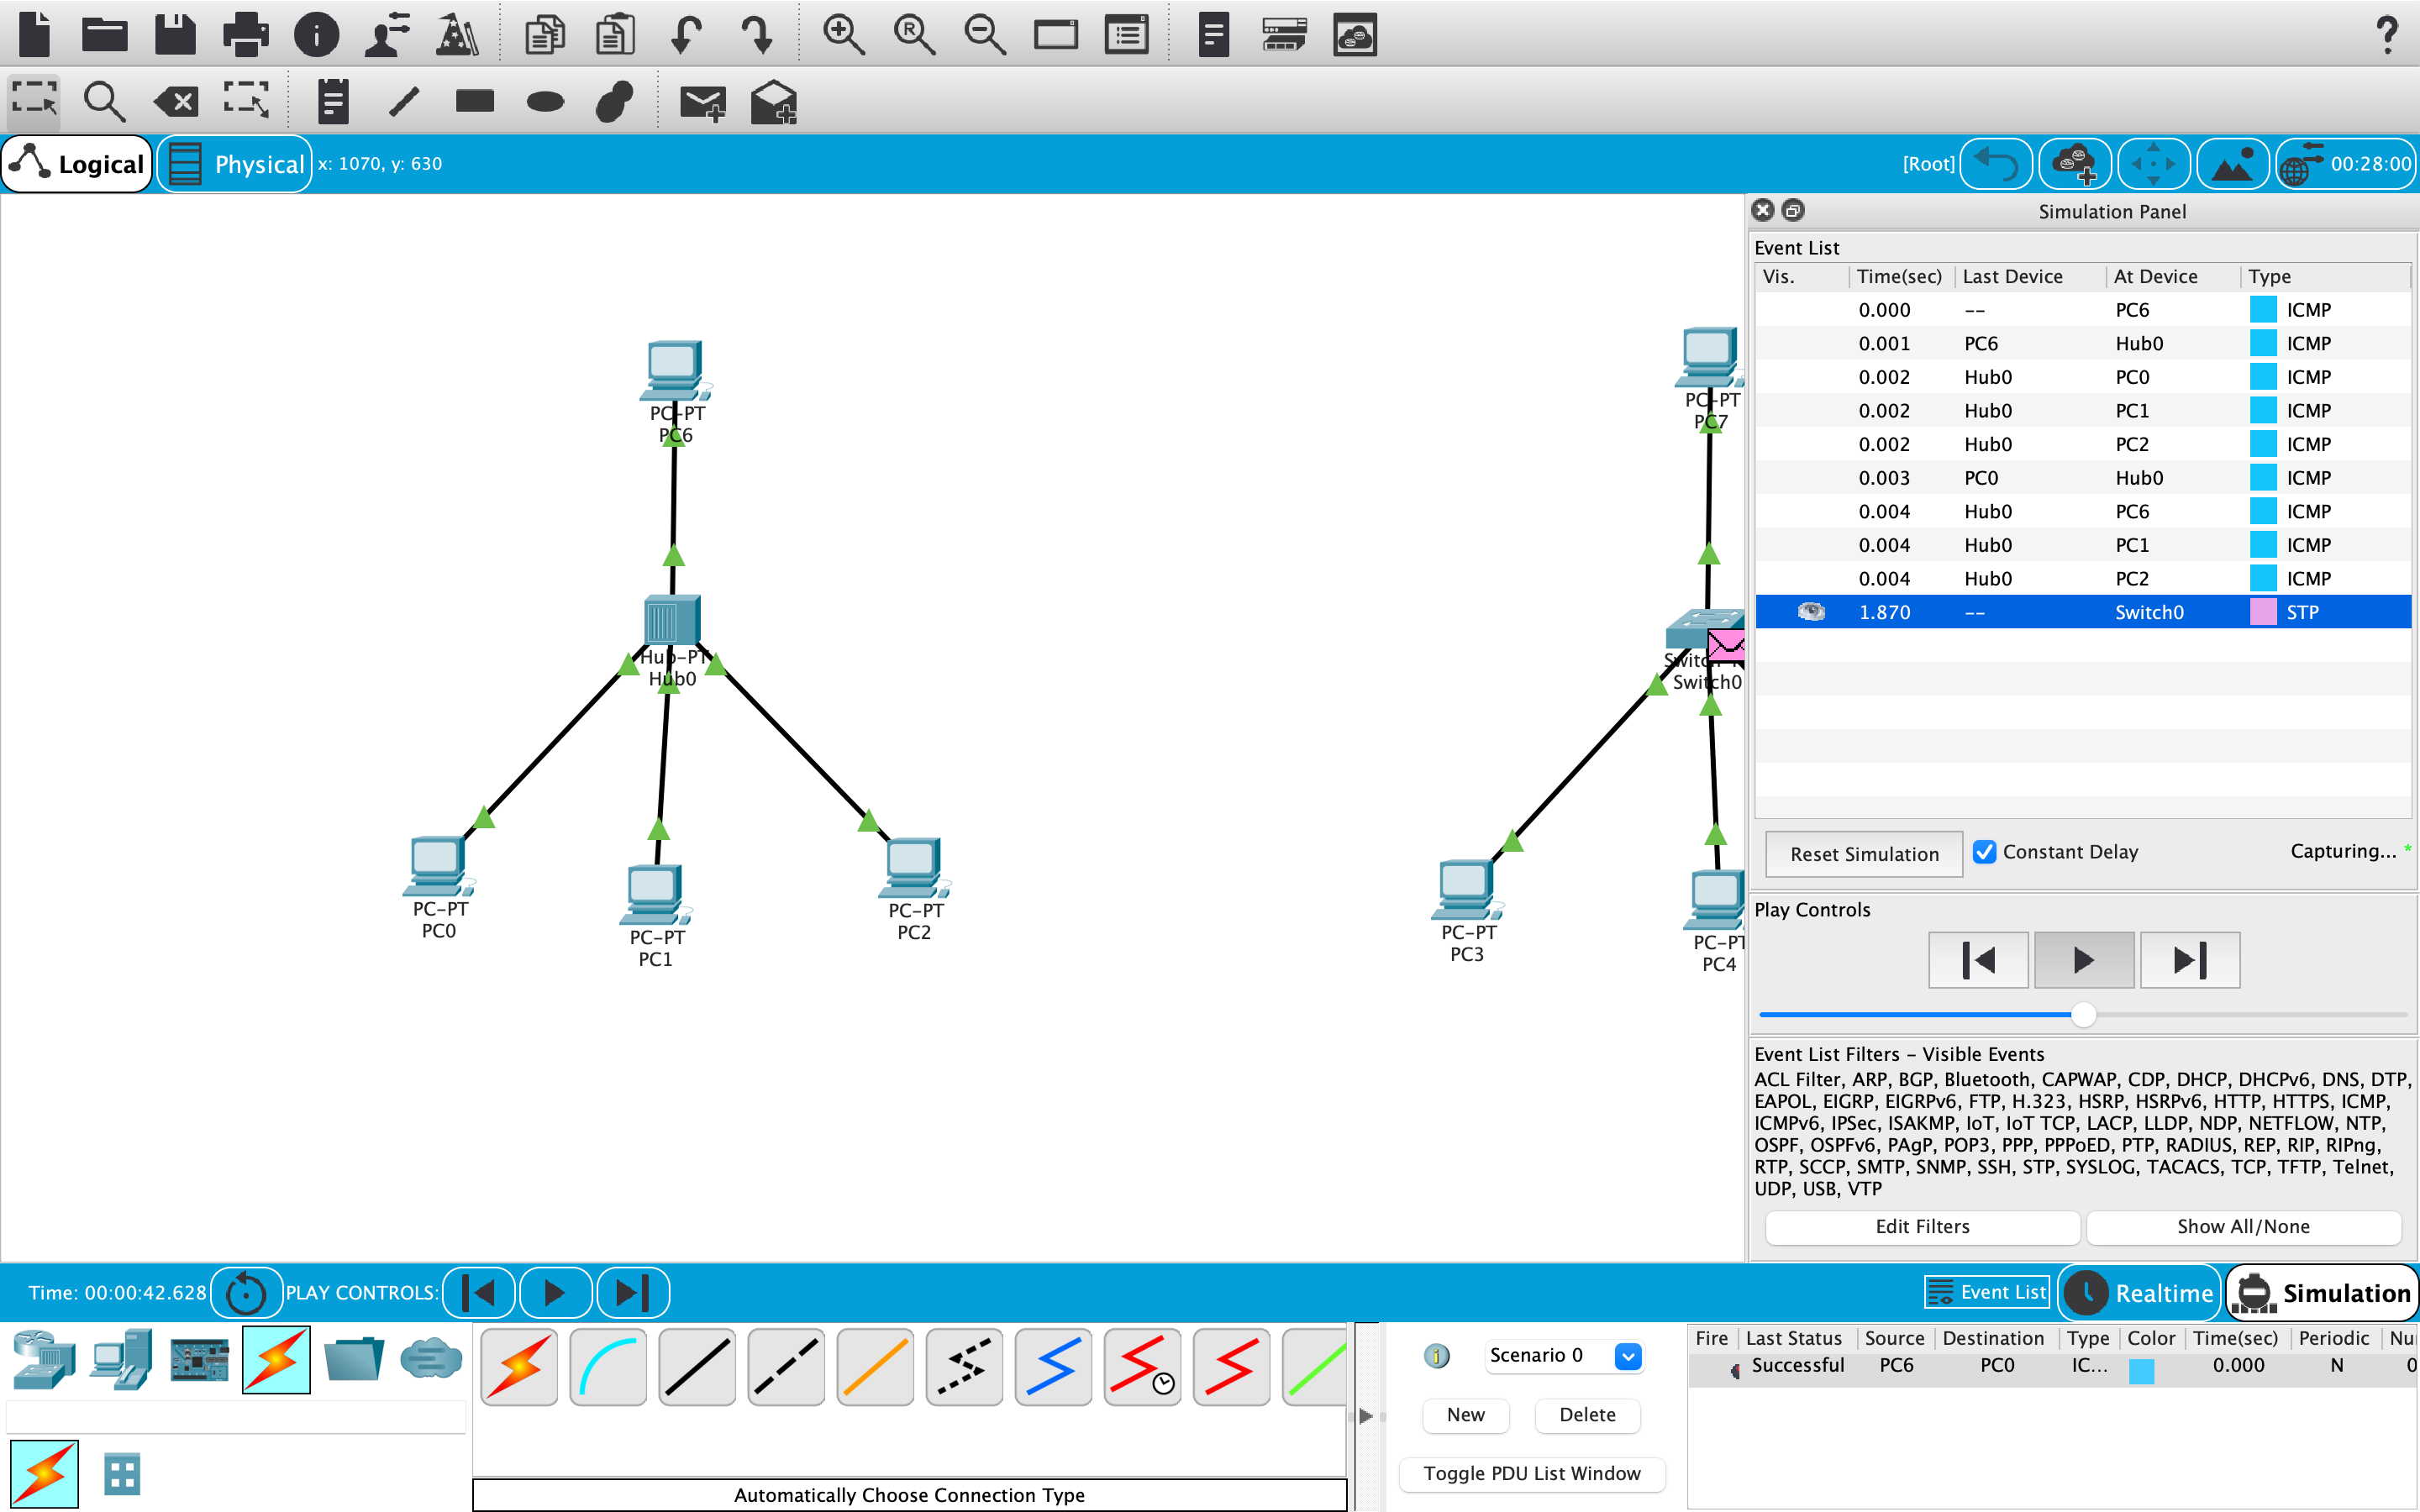 R
?
Logical
Physical
x: 1070, y: 630
[Root]
00:28:00
Simulation Panel
Event List
Vis. Time(sec) Last Device At Device Type
0.000 -- PC6 ICMP
0.001 PC6 Hub0 ICMP
0.002 Hub0 PC0 ICMP
0.002 Hub0 PC1 ICMP
0.002 Hub0 PC2 ICMP
0.003 PC0 Hub0 ICMP
0.004 Hub0 PC6 ICMP
0.004 Hub0 PC1 ICMP
0.004 Hub0 PC2 ICMP
1.870 -- Switch0 STP
Reset Simulation
Constant Delay
Capturing... *
Play Controls
Event List Filters - Visible Events
ACL Filter, ARP, BGP, Bluetooth, CAPWAP, CDP, DHCP, DHCPv6, DNS, DTP,
EAPOL, EIGRP, EIGRPv6, FTP, H.323, HSRP, HSRPv6, HTTP, HTTPS, ICMP,
ICMPv6, IPSec, ISAKMP, IoT, IoT TCP, LACP, LLDP, NDP, NETFLOW, NTP,
OSPF, OSPFv6, PAgP, POP3, PPP, PPPoED, PTP, RADIUS, REP, RIP, RIPng,
RTP, SCCP, SMTP, SNMP, SSH, STP, SYSLOG, TACACS, TCP, TFTP, Telnet,
UDP, USB, VTP
Edit Filters
Show All/None
PC-PT
PC6
PC-PT
PC7
Hub-PT
Hub0
Switch0
PC-PT
PC0
PC-PT
PC1
PC-PT
PC2
PC-PT
PC3
PC-PT
PC4
Time: 00:00:42.628
PLAY CONTROLS:
Event List
Realtime
Simulation
Scenario 0
New
Delete
Toggle PDU List Window
Fire Last Status Source Destination Type Color Time(sec) Periodic
Successful PC6 PC0 IC... 0.000 N 0
Automatically Choose Connection Type